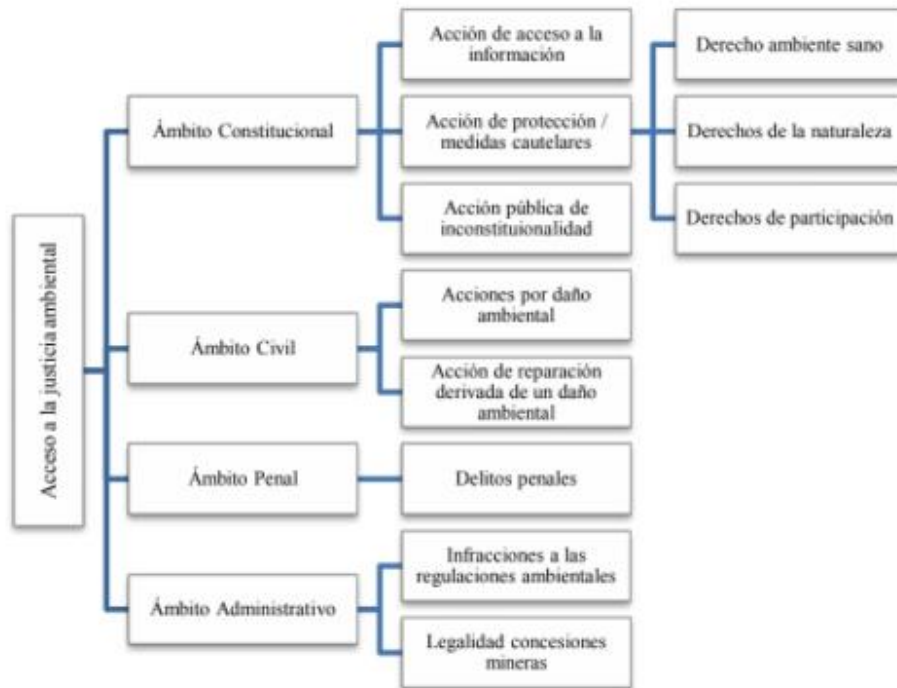 Acceso a la justicia ambiental
Ámbito Constitucional
Acción de acceso a la
información
Acción de protección /
medidas cautelares
Derecho ambiente sano
Derechos de la naturaleza
Derechos de participación
Acción pública de
inconstituionalidad
Ámbito Civil
Acciones por daño
ambiental
Acción de reparación
derivada de un daño
ambiental
Ámbito Penal
Delitos penales
Ámbito Administrativo
Infracciones a las
regulaciones ambientales
Legalidad concesiones
mineras